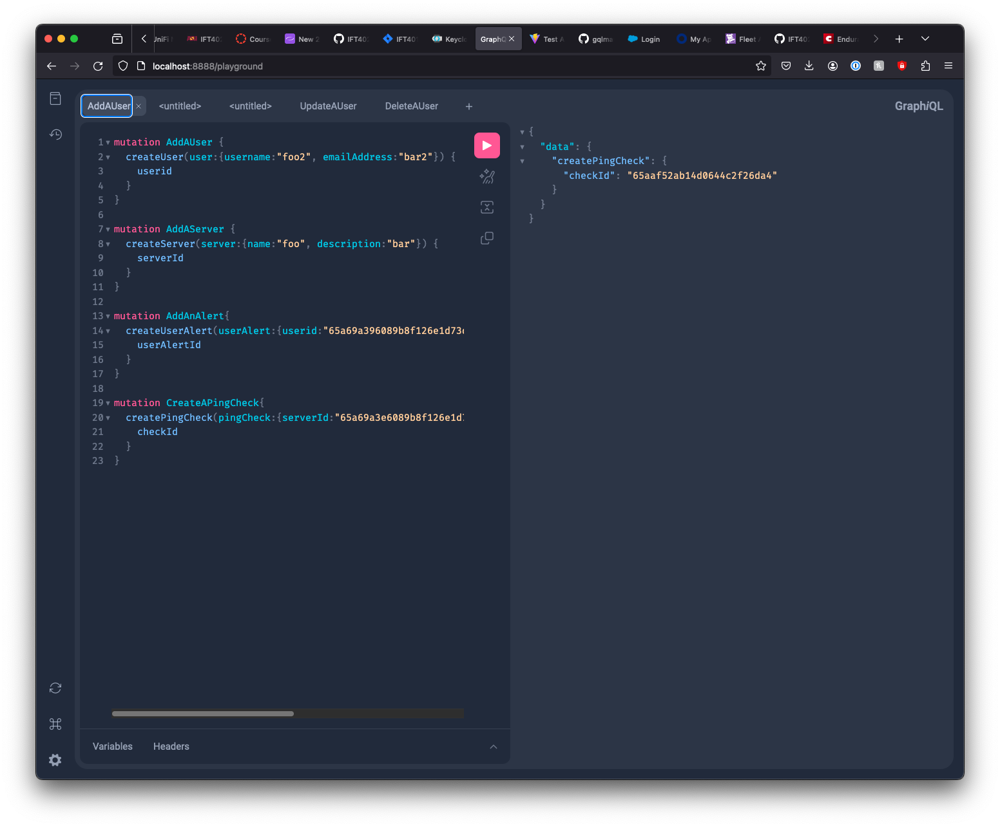 UniFi
IFT40
Cours
New 2
IFT40
IFT40
Keyclo
GraphQ
Test A
gqlma
Login
My Ap
Fleet
IFT40
Endur
localhost:8888/playground
AddAUser
<untitled>
<untitled>
UpdateAUser
DeleteAUser
+
GraphiQL
1 mutation AddAUser {
2 createUser(user:{username:"foo2", emailAddress:"bar2"}) {
3 userid
4 }
5 }
6
7 mutation AddAServer {
8 createServer(server:{name:"foo", description:"bar"}) {
9 serverId
10 }
11 }
12
13 mutation AddAnAlert{
14 createUserAlert(userAlert:{userid:"65a69a396089b8f126e1d73
15 userAlertId
16 }
17 }
18
19 mutation CreateAPingCheck{
20 createPingCheck(pingCheck:{serverId:"65a69a3e6089b8f126e1d
21 checkId
22 }
23 }
{
"data": {
"createPingCheck": {
"checkId": "65aaf52ab14d0644c2f26da4"
}
}
}
Variables
Headers